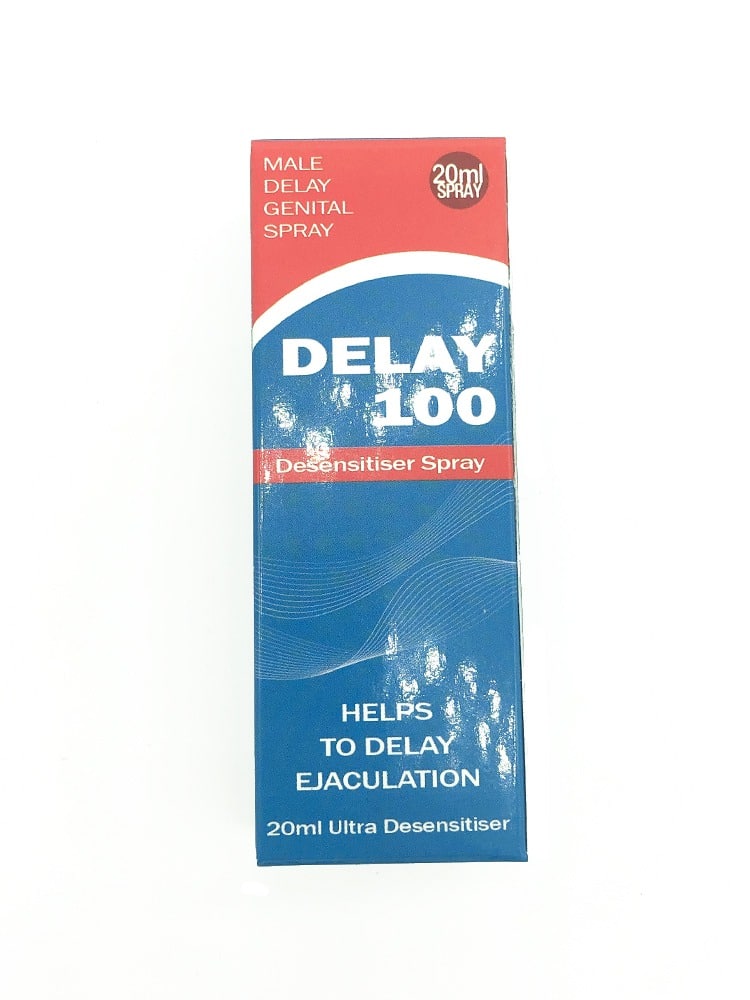 MALE
DELAY
GENITAL
SPRAY
20ml
SPRAY
DELAY
100
Desensitiser Spray
HELPS
TO DELAY
EJACULATION
20ml Ultra Desensitiser